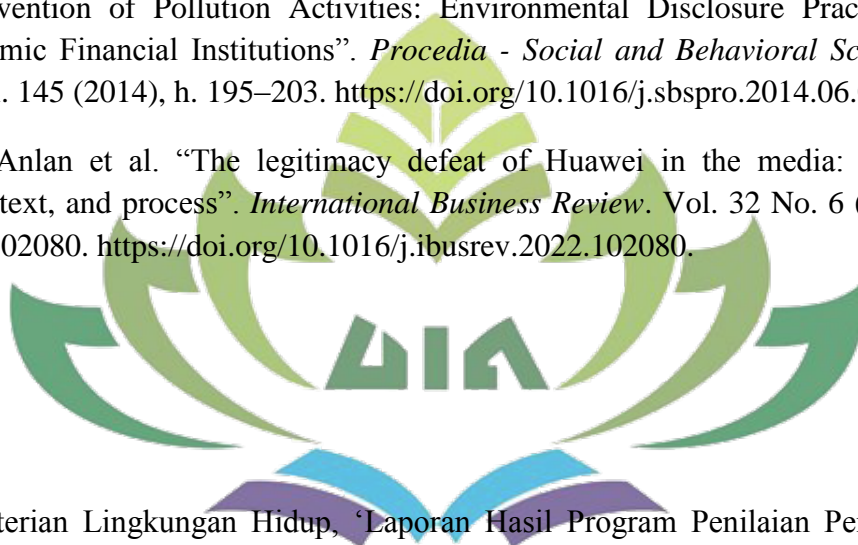 vention of Pollution Activities: Environmental Disclosure Prac
mic Financial Institutions”. Procedia - Social and Behavioral Sc
. 145 (2014), h. 195–203. https://doi.org/10.1016/j.sbspro.2014.06.
Anlan et al. “The legitimacy defeat of Huawei in the media:
text, and process”. International Business Review. Vol. 32 No. 6
02080. https://doi.org/10.1016/j.ibusrev.2022.102080.
UIN
terian Lingkungan Hidup, ‘Laporan Hasil Program Penilaian Pe